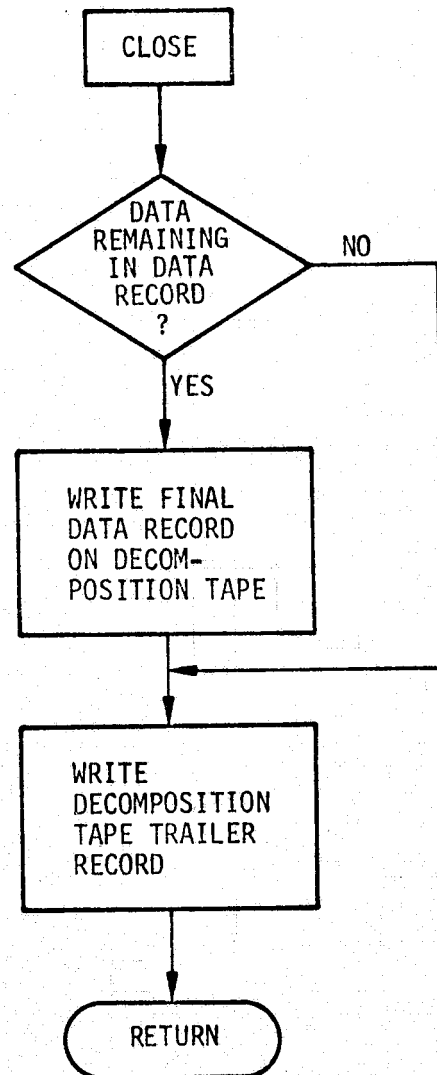 CLOSE
DATA
REMAINING
IN DATA
RECORD
?
NO
YES
WRITE FINAL
DATA RECORD
ON DECOM-
POSITION TAPE
WRITE
DECOMPOSITION
TAPE TRAILER
RECORD
RETURN